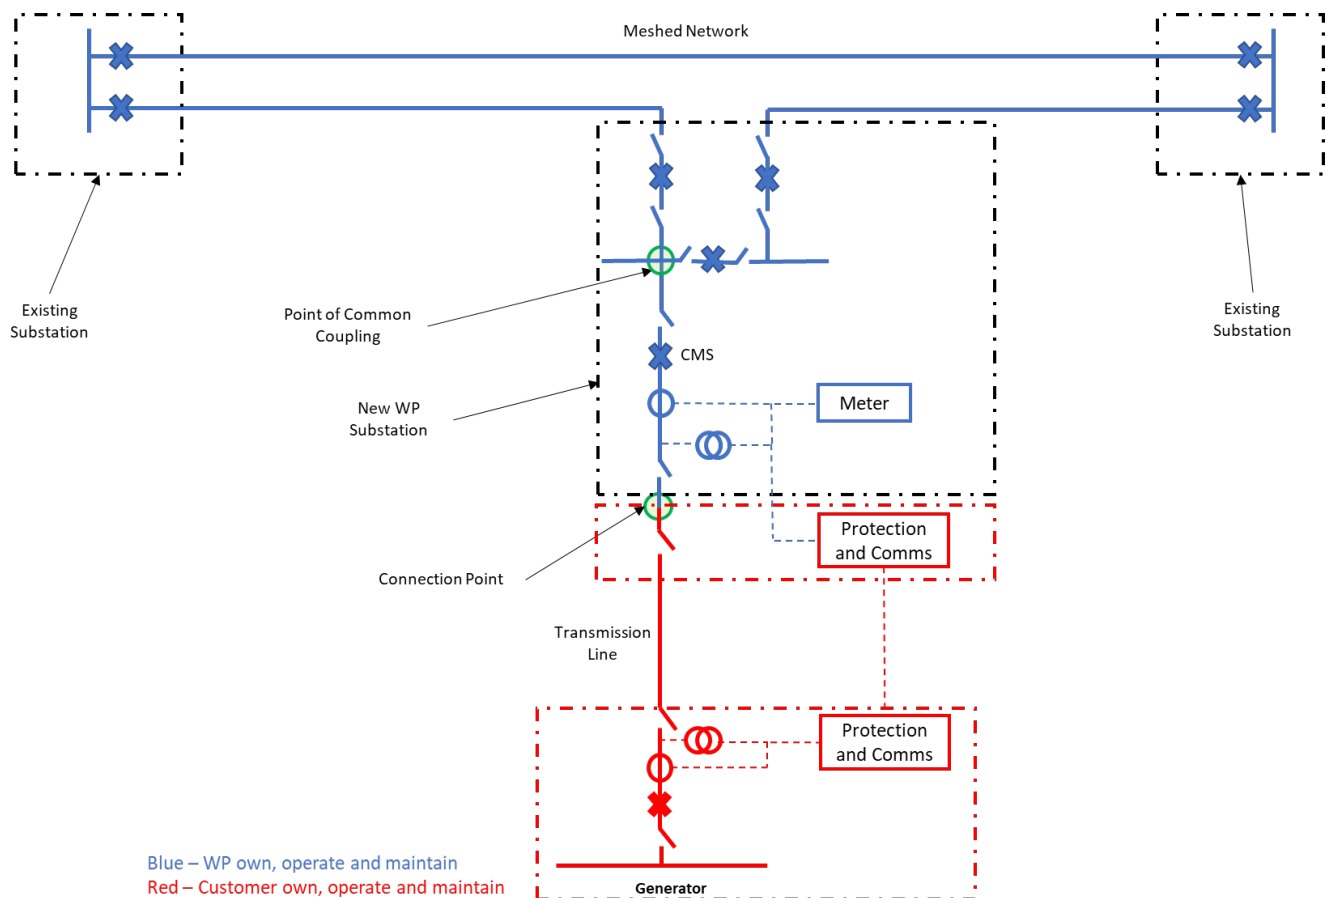 Meshed Network
Existing
Substation
Existing
Substation
Point of Common
Coupling
CMS
New WP
Substation
Meter
Protection
and Comms
Connection Point
Transmission
Line
Protection
and Comms
Blue – WP own, operate and maintain
Red – Customer own, operate and maintain
Generator